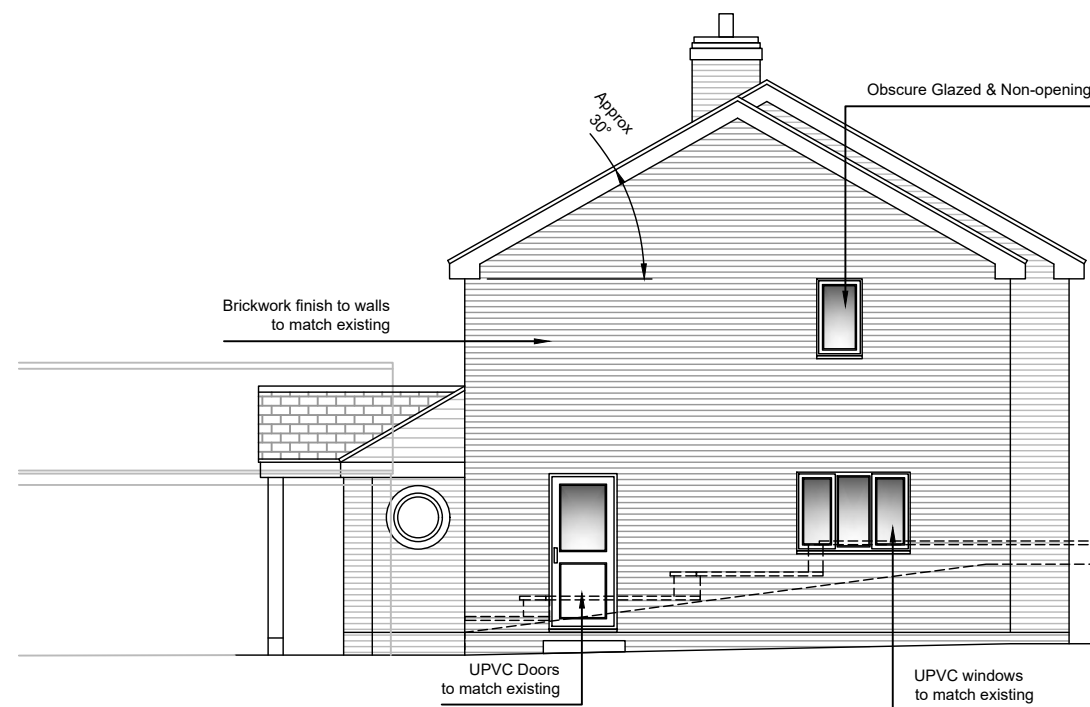 Obscure Glazed & Non-opening
Approx
30°
Brickwork finish to walls
to match existing
UPVC Doors
to match existing
UPVC windows
to match existing